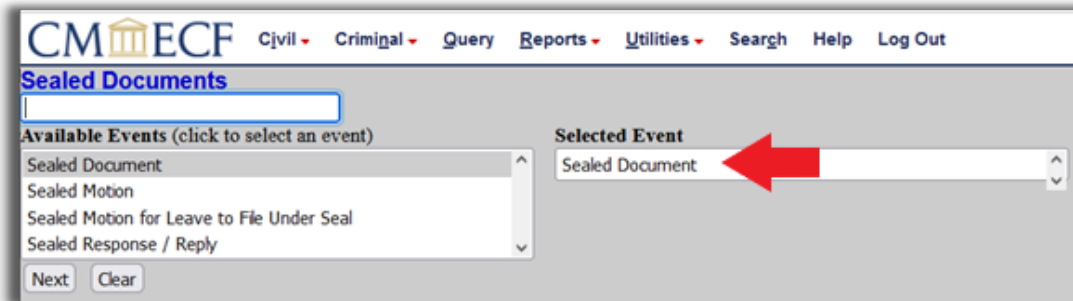 CM ECF Civil Criminal Query Reports Utilities Search Help Log Out
Sealed Documents
Available Events (click to select an event)
Sealed Document
Sealed Motion
Sealed Motion for Leave to File Under Seal
Sealed Response / Reply
Selected Event
Sealed Document
Next Clear